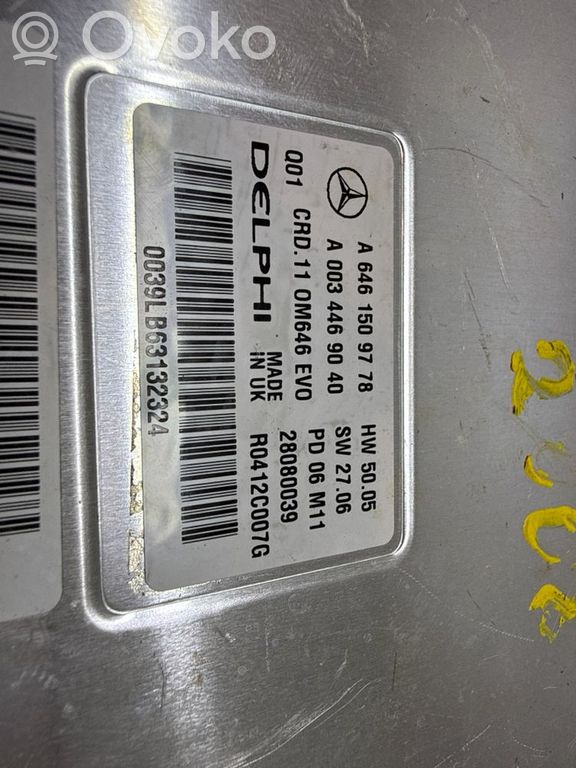 Ovoko
A 646 150 97 78 HW 50.05
A 003 446 90 40 SW 27.06
PD 06 M11
Q01 CRD.11 OM646 EVO 28080039
DELPHI MADE IN UK R0412C007G
0039LB63132324